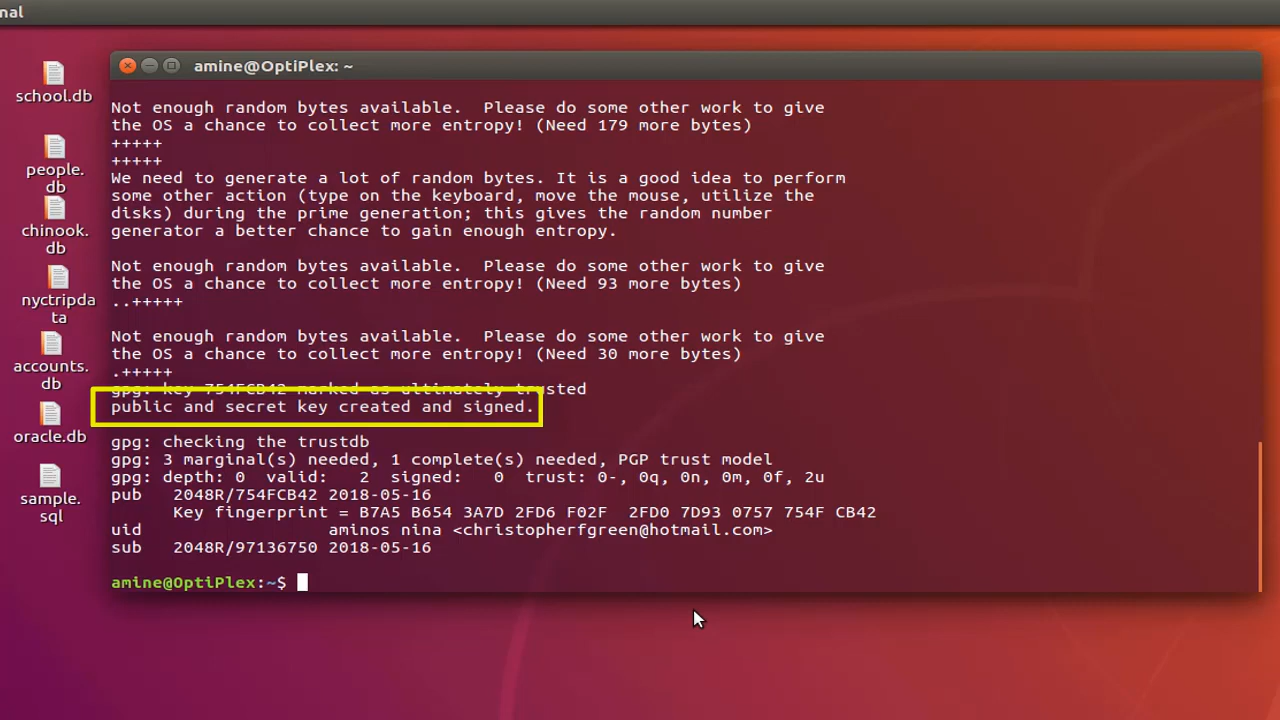 nal
amine@OptiPlex: ~
school.db
people.
db
chinook.
db
nyctripda
ta
accounts.
db
oracle.db
sample.
sql
Not enough random bytes available.  Please do some other work to give
the OS a chance to collect more entropy! (Need 179 more bytes)
+++++
+++++
We need to generate a lot of random bytes. It is a good idea to perform
some other action (type on the keyboard, move the mouse, utilize the
disks) during the prime generation; this gives the random number
generator a better chance to gain enough entropy.
Not enough random bytes available.  Please do some other work to give
the OS a chance to collect more entropy! (Need 93 more bytes)
..+++++
Not enough random bytes available.  Please do some other work to give
the OS a chance to collect more entropy! (Need 30 more bytes)
.+++++
gpg: key 754FCB42 marked as ultimately trusted
public and secret key created and signed.
gpg: checking the trustdb
gpg: 3 marginal(s) needed, 1 complete(s) needed, PGP trust model
gpg: depth: 0  valid:   2  signed:   0  trust: 0-, 0q, 0n, 0m, 0f, 2u
pub   2048R/754FCB42 2018-05-16
      Key fingerprint = B7A5 B654 3A7D 2FD6 F02F  2FD0 7D93 0757 754F CB42
uid                  aminos nina <christopherfgreen@hotmail.com>
sub   2048R/97136750 2018-05-16
amine@OptiPlex:~$